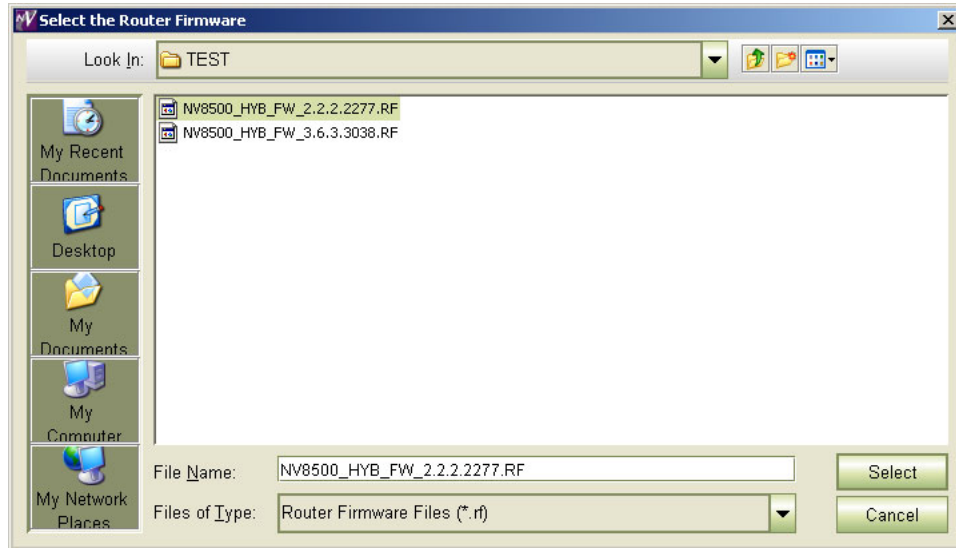 Select the Router Firmware
Look In:
TEST
My Recent
Documents
Desktop
My
Documents
My
Computer
My Network
Places
NV8500_HYB_FW_2.2.2.2277.RF
NV8500_HYB_FW_3.6.3.3038.RF
File Name:
NV8500_HYB_FW_2.2.2.2277.RF
Select
Files of Type:
Router Firmware Files (*.rf)
Cancel